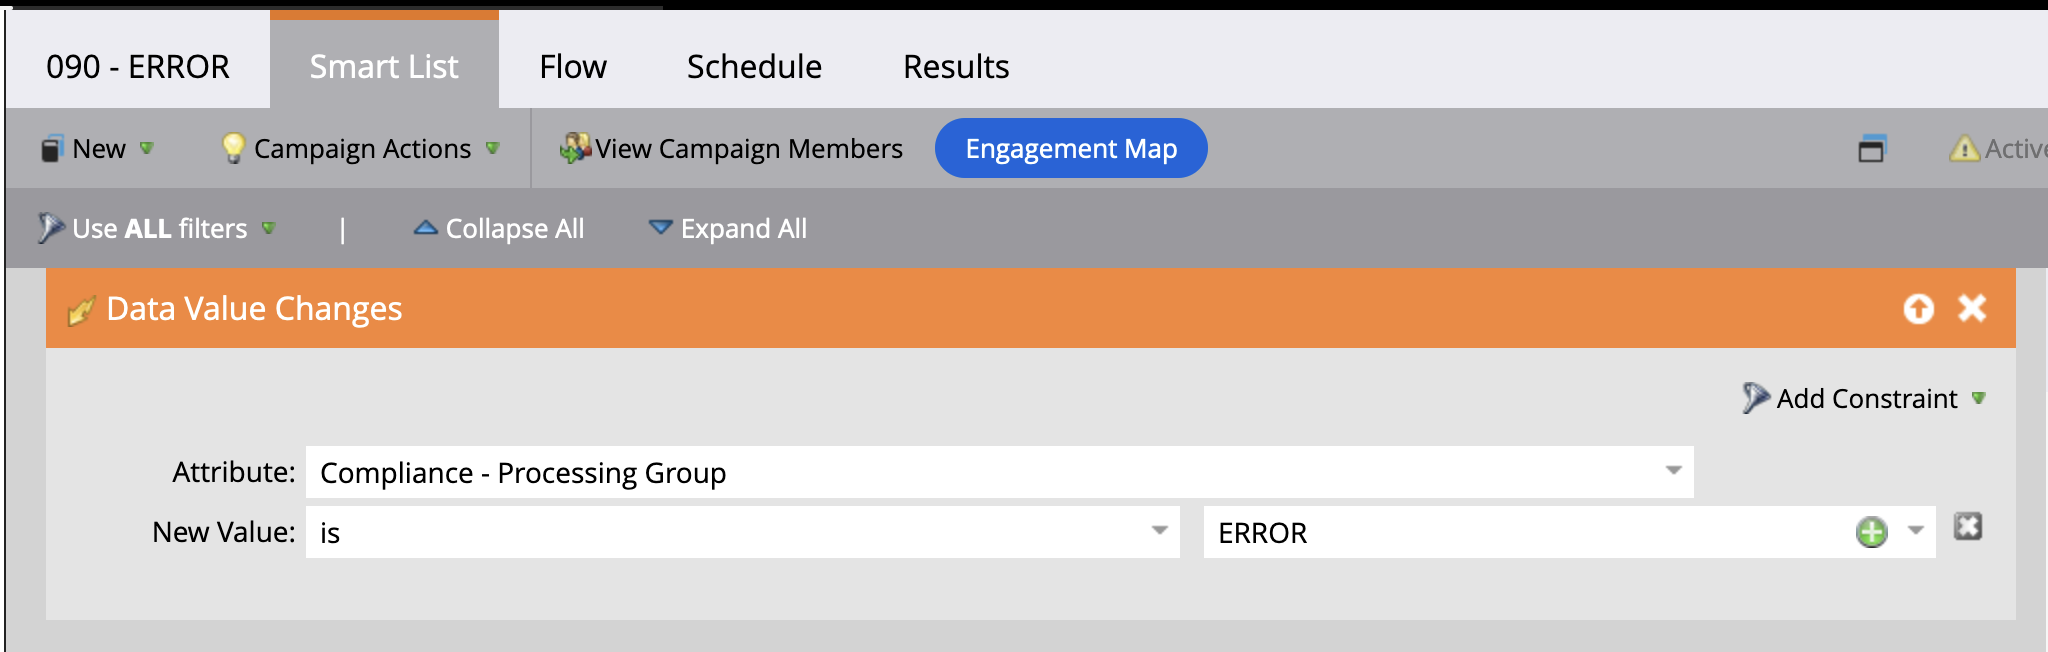 090 - ERROR Smart List Flow Schedule Results
New Campaign Actions View Campaign Members Engagement Map Active
Use ALL filters | Collapse All Expand All
Data Value Changes
Add Constraint
Attribute: Compliance - Processing Group
New Value: is ERROR